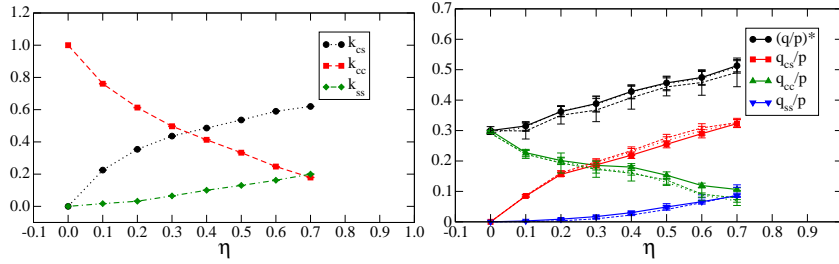 1.2
1.0
0.8
0.6
0.4
0.2
0.0
k_cs
k_cc
k_ss
-0.1 0.0 0.1 0.2 0.3 0.4 0.5 0.6 0.7 0.8 0.9 1.0
η
0.7
0.6
0.5
0.4
0.3
0.2
0.1
0
(q/p)*
q_cs/p
q_cc/p
q_ss/p
-0.1 0 0.1 0.2 0.3 0.4 0.5 0.6 0.7 0.8 0.9
η